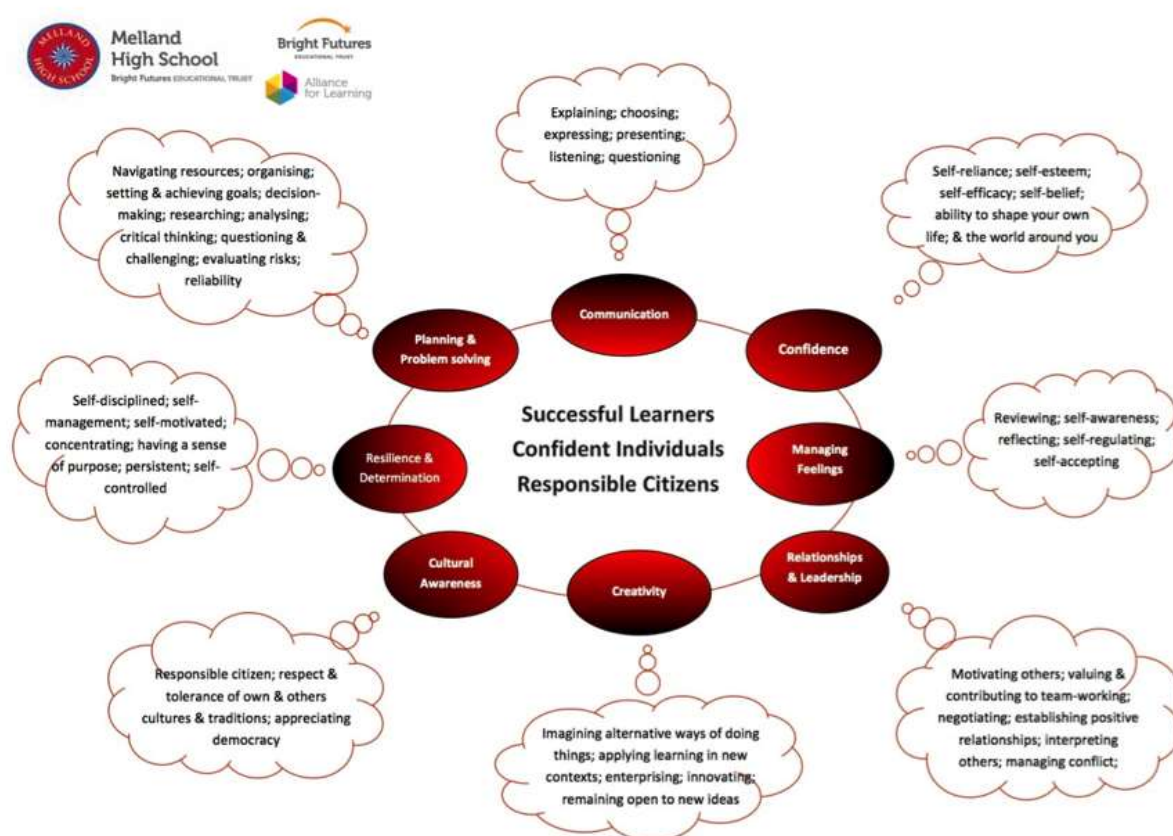 Melland
High School
Bright Futures EDUCATIONAL TRUST
MELLAND
HIGH SCHOOL
Bright Futures
EDUCATIONAL TRUST
Alliance
for Learning
Explaining; choosing;
expressing; presenting;
listening; questioning
Navigating resources; organising;
setting & achieving goals; decision-
making; researching; analysing;
critical thinking; questioning &
challenging; evaluating risks;
reliability
Self-reliance; self-esteem;
self-efficacy; self-belief;
ability to shape your own
life; & the world around you
Communication
Planning &
Problem solving
Confidence
Self-disciplined; self-
management; self-motivated;
concentrating; having a sense
of purpose; persistent; self-
controlled
Resilience &
Determination
Successful Learners
Confident Individuals
Responsible Citizens
Managing
Feelings
Reviewing; self-awareness;
reflecting; self-regulating;
self-accepting
Cultural
Awareness
Creativity
Relationships
& Leadership
Responsible citizen; respect &
tolerance of own & others
cultures & traditions; appreciating
democracy
Imagining alternative ways of doing
things; applying learning in new
contexts; enterprising; innovating;
remaining open to new ideas
Motivating others; valuing &
contributing to team-working;
negotiating; establishing positive
relationships; interpreting
others; managing conflict;